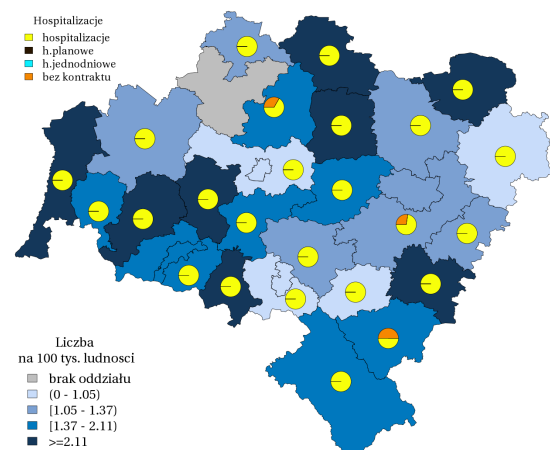 Hospitalizacje
hospitalizacje
h.planowe
h.jednodniowe
bez kontraktu
Liczba
na 100 tys. ludnosci
brak oddziału
(0 - 1.05)
[1.05 - 1.37)
[1.37 - 2.11)
>=2.11